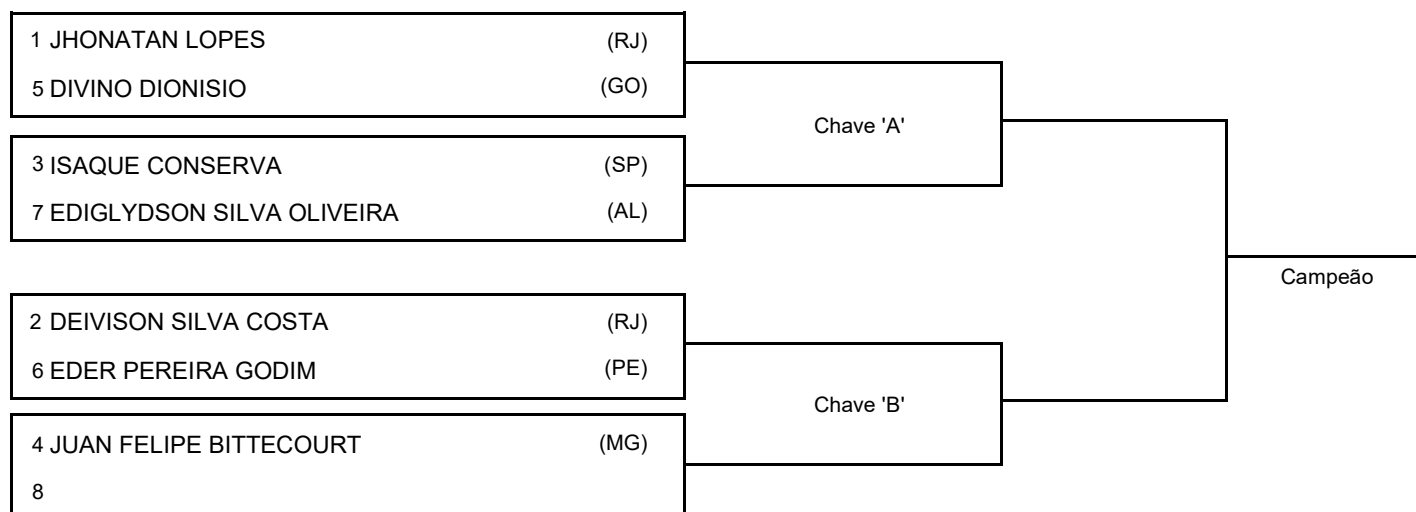 1 JHONATAN LOPES (RJ)
5 DIVINO DIONISIO (GO)
Chave 'A'
3 ISAQUE CONSERVA (SP)
7 EDIGLYDSON SILVA OLIVEIRA (AL)
Campeão
2 DEIVISON SILVA COSTA (RJ)
6 EDER PEREIRA GODIM (PE)
Chave 'B'
4 JUAN FELIPE BITTECOURT (MG)
8